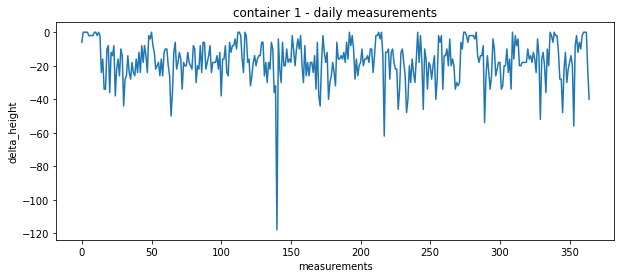 container 1 - daily measurements
delta_height
0
−20
−40
−60
−80
−100
−120
0 50 100 150 200 250 300 350
measurements